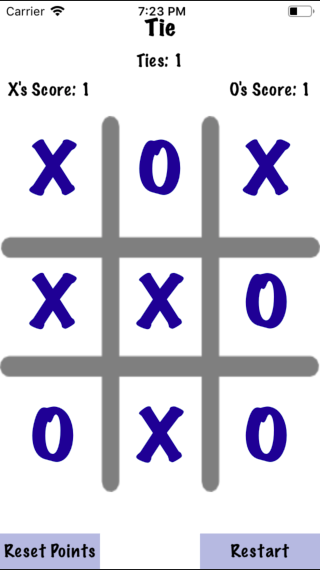 Carrier 7:23 PM
Tie
Ties: 1
X's Score: 1 O's Score: 1
X O X
X X O
O X O
Reset Points Restart